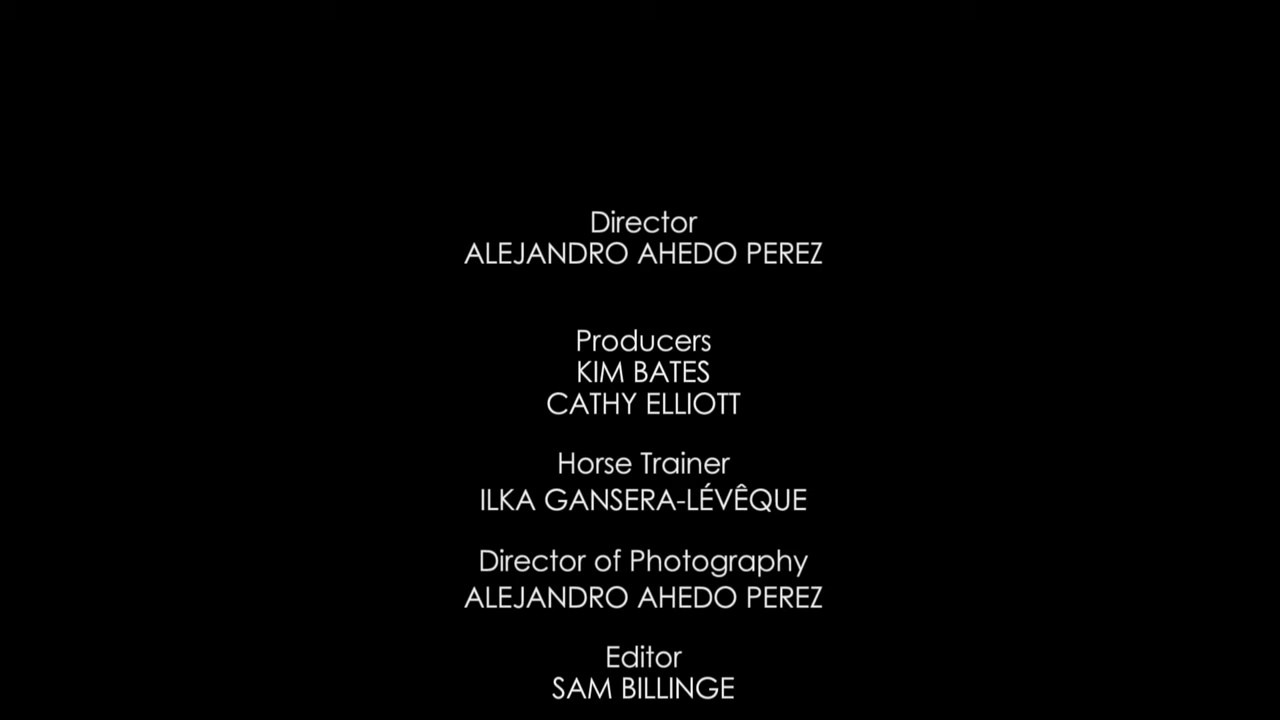 Director
ALEJANDRO AHEDO PEREZ
Producers
KIM BATES
CATHY ELLIOTT
Horse Trainer
ILKA GANSERA-LÉVÊQUE
Director of Photography
ALEJANDRO AHEDO PEREZ
Editor
SAM BILLINGE